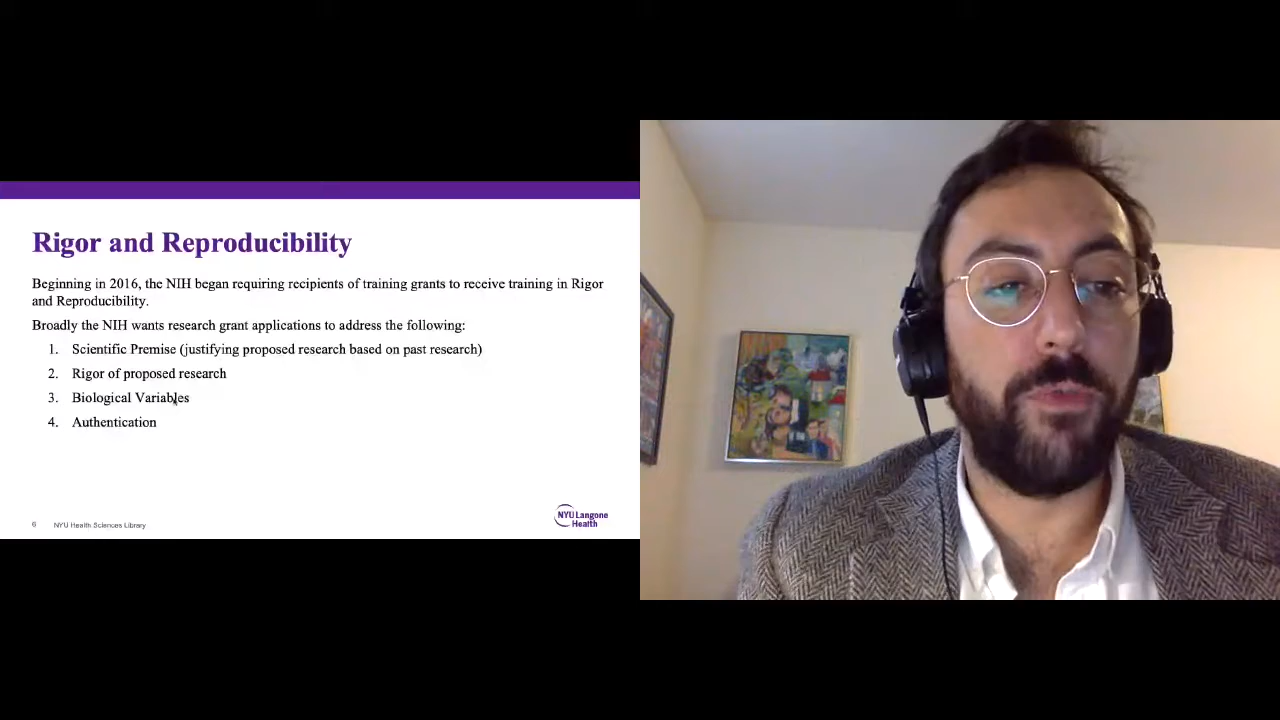 Rigor and Reproducibility
Beginning in 2016, the NIH began requiring recipients of training grants to receive training in Rigor
and Reproducibility.
Broadly the NIH wants research grant applications to address the following:
1. Scientific Premise (justifying proposed research based on past research)
2. Rigor of proposed research
3. Biological Variables
4. Authentication
6 NYU Health Sciences Library
NYU Langone
Health